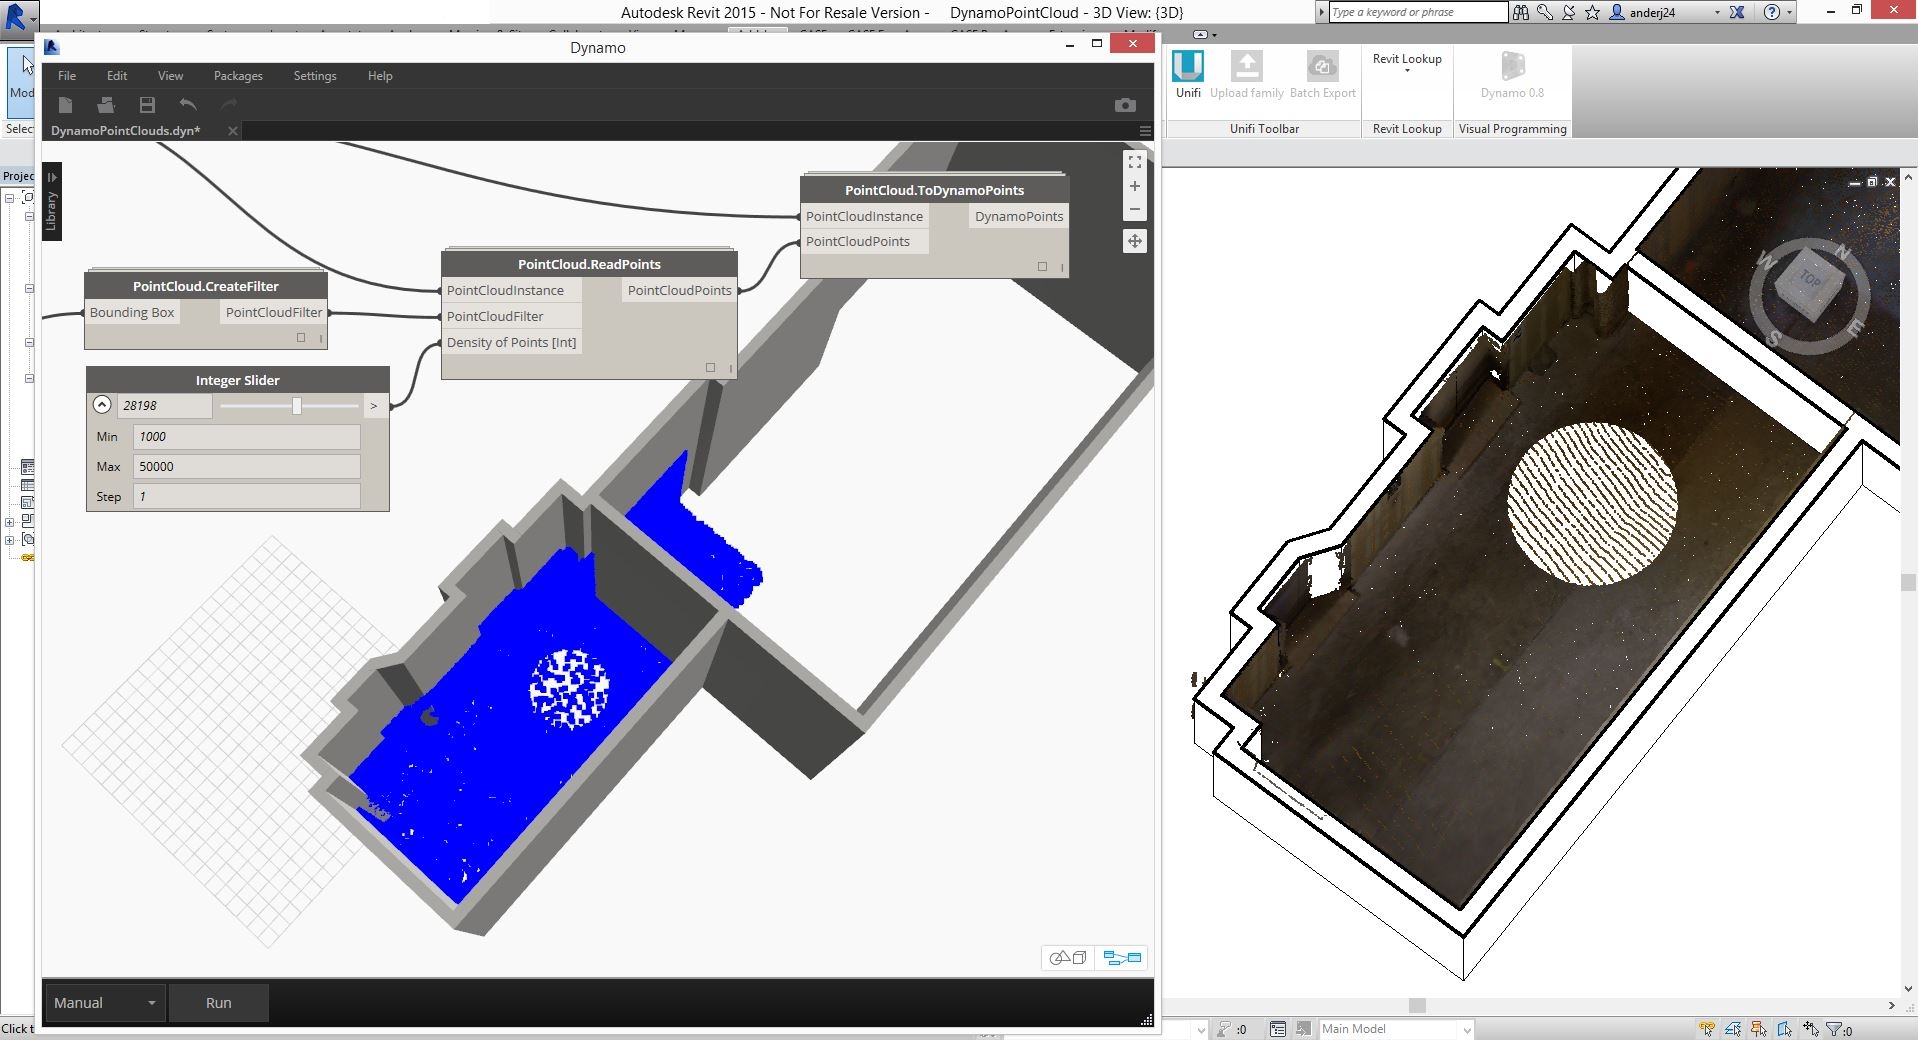 Autodesk Revit 2015 - Not For Resale Version - DynamoPointCloud - 3D View: {3D}
Type a keyword or phrase
anderj24
Dynamo
File Edit View Packages Settings Help
DynamoPointClouds.dyn*
Mod
Select
Projec
Library
Unifi
Upload family
Batch Export
Unifi Toolbar
Revit Lookup
Revit Lookup
Dynamo 0.8
Visual Programming
PointCloud.ToDynamoPoints
PointCloudInstance DynamoPoints
PointCloudPoints
PointCloud.ReadPoints
PointCloudInstance PointCloudPoints
PointCloudFilter
Density of Points [Int]
PointCloud.CreateFilter
Bounding Box PointCloudFilter
Integer Slider
28198 >
Min 1000
Max 50000
Step 1
TOP
W
N
S
E
Manual Run
Click t
:0
Main Model
:0